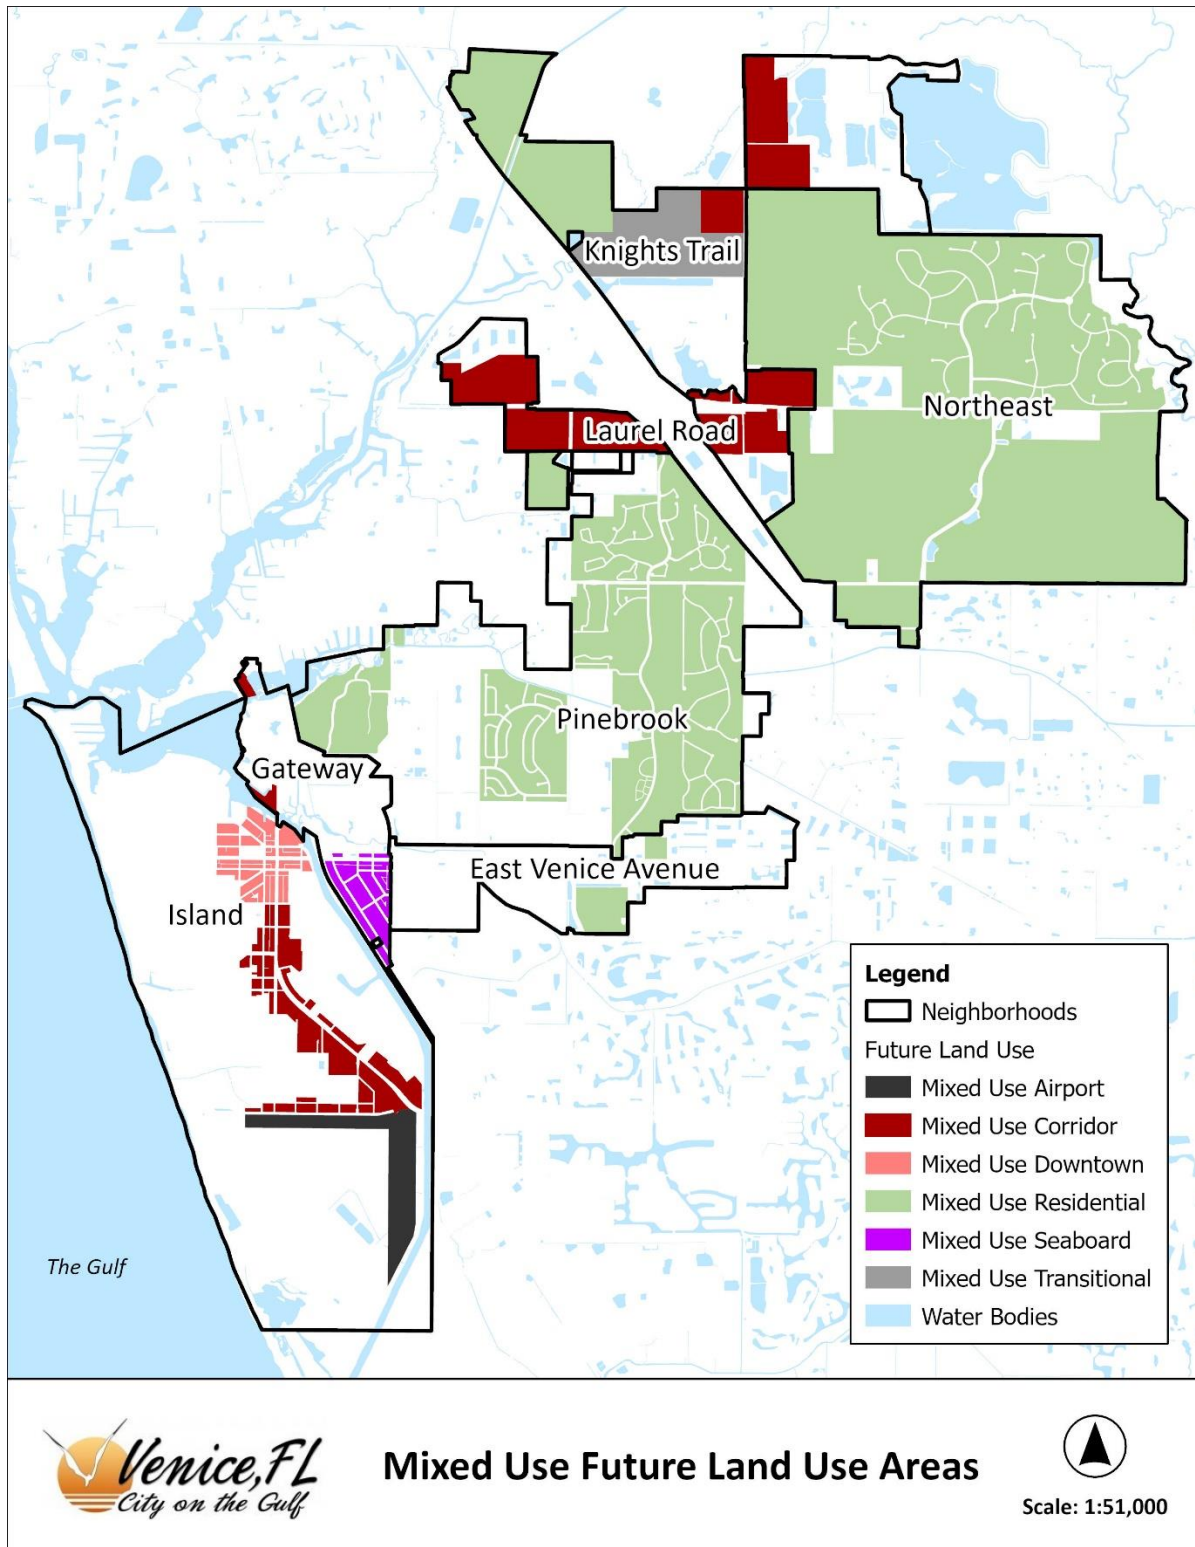 Knights Trail
Northeast
Laurel Road
Pinebrook
Gateway
East Venice Avenue
Island
The Gulf
Legend
Neighborhoods
Future Land Use
Mixed Use Airport
Mixed Use Corridor
Mixed Use Downtown
Mixed Use Residential
Mixed Use Seaboard
Mixed Use Transitional
Water Bodies
Venice, FL
City on the Gulf
Mixed Use Future Land Use Areas
Scale: 1:51,000